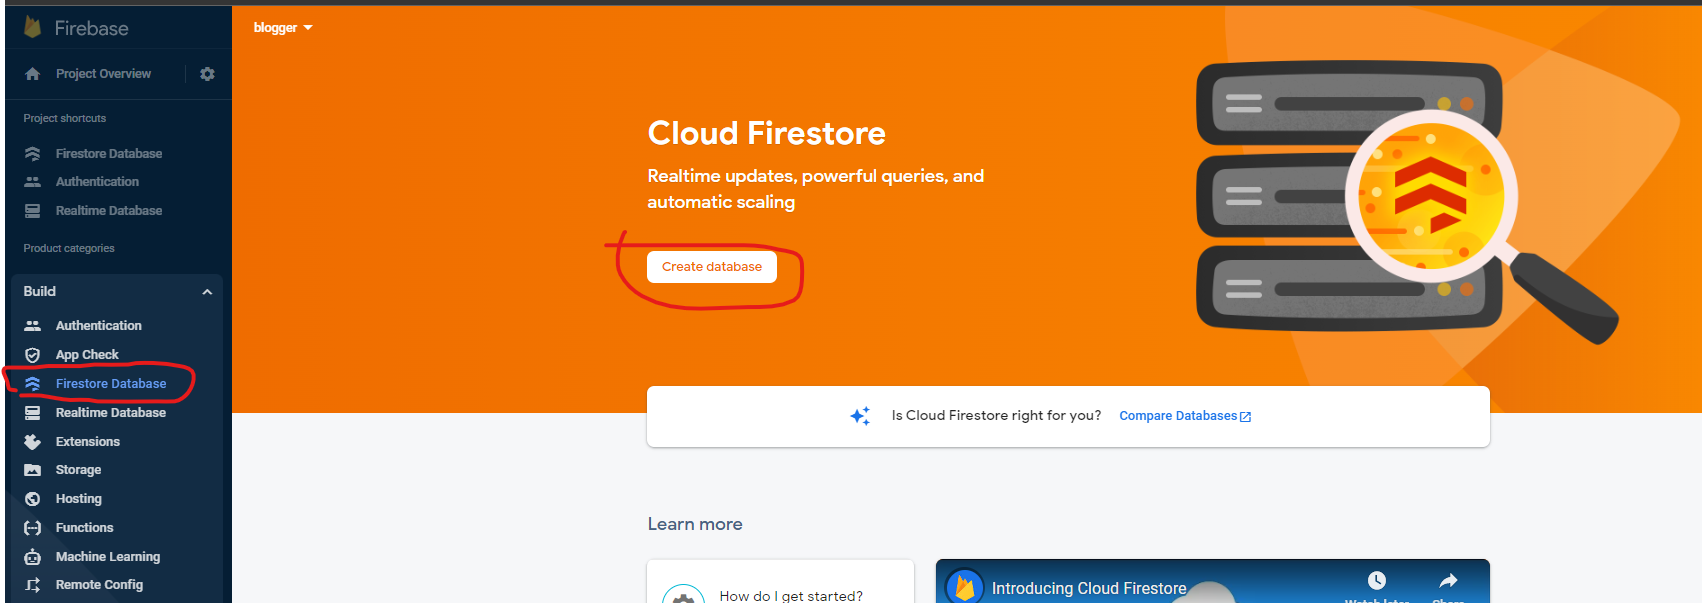 Firebase
Project Overview
Project shortcuts
Firestore Database
Authentication
Realtime Database
Product categories
Build
Authentication
App Check
Firestore Database
Realtime Database
Extensions
Storage
Hosting
Functions
Machine Learning
Remote Config
blogger
Cloud Firestore
Realtime updates, powerful queries, and
automatic scaling
Create database
Is Cloud Firestore right for you? Compare Databases
Learn more
How do I get started?
Introducing Cloud Firestore
Watch later
Share